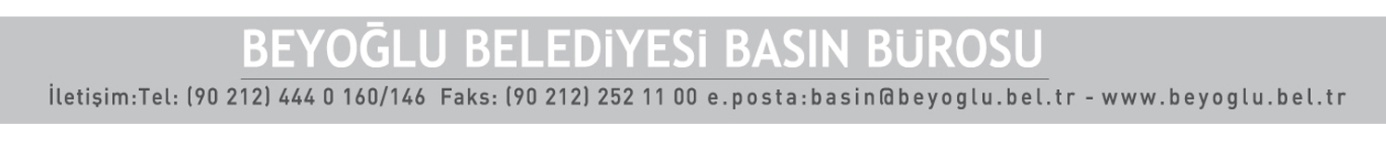 BEYOĞLU BELEDİYESİ BASIN BÜROSU
İletişim:Tel: (90 212) 444 0 160/146 Faks: (90 212) 252 11 00 e.posta:basin@beyoglu.bel.tr - www.beyoglu.bel.tr